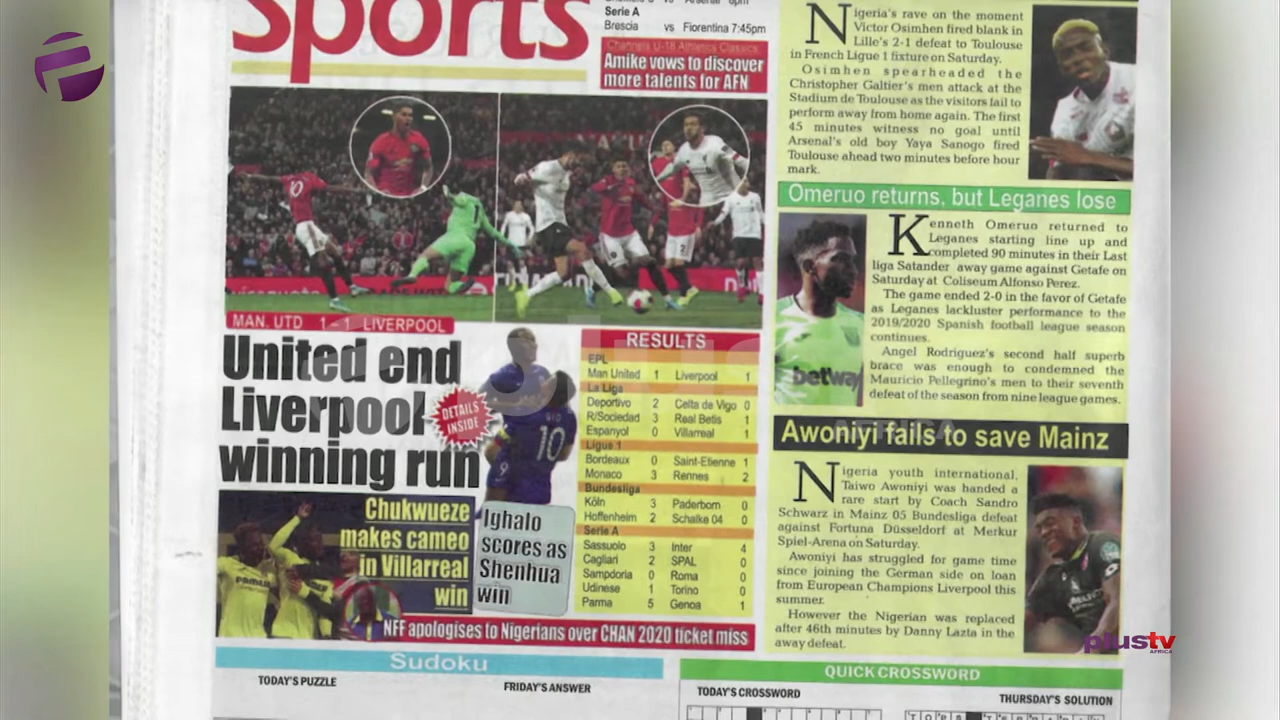 Sports
Serie A
Brescia vs Fiorentina 7:45pm
Channels U-18 Athletics Classics
Amike vows to discover
more talents for AFN
MAN. UTD 1-1 LIVERPOOL
United end
Liverpool
winning run
DETAILS
INSIDE
10
10
9
Chukwueze
makes cameo
in Villarreal
win
Ighalo
scores as
Shenhua
win
RESULTS
EPL
Man United 1 Liverpool 1
La Liga
Deportivo 2 Celta de Vigo 0
R/Sociedad 3 Real Betis 1
Espanyol 0 Villarreal 1
Ligue 1
Bordeaux 0 Saint-Etienne 1
Monaco 3 Rennes 2
Bundesliga
Köln 3 Paderborn 0
Hoffenheim 2 Schalke 04 0
Serie A
Sassuolo 3 Inter 4
Cagliari 2 SPAL 0
Sampdoria 0 Roma 0
Udinese 1 Torino 0
Parma 5 Genoa 1
NFF apologises to Nigerians over CHAN 2020 ticket miss
Nigeria's rave on the moment
Victor Osimhen fired blank in
Lille's 2-1 defeat to Toulouse
in French Ligue 1 fixture on Saturday.
Osimhen spearheaded the
Christopher Galtier's men attack at the
Stadium de Toulouse as the visitors fail to
perform away from home again. The first
45 minutes witness no goal until
Arsenal's old boy Yaya Sanogo fired
Toulouse ahead two minutes before hour
mark.
Omeruo returns, but Leganes lose
Kenneth Omeruo returned to
Leganes starting line up and
completed 90 minutes in their Last
liga Satander away game against Getafe on
Saturday at Coliseum Alfonso Perez.
The game ended 2-0 in the favor of Getafe
as Leganes lackluster performance to the
2019/2020 Spanish football league season
continues.
Angel Rodriguez's second half superb
brace was enough to condemned the
Mauricio Pellegrino's men to their seventh
defeat of the season from nine league games.
betway
Awoniyi fails to save Mainz
Nigeria youth international,
Taiwo Awoniyi was handed a
rare start by Coach Sandro
Schwarz in Mainz 05 Bundesliga defeat
against Fortuna Düsseldorf at Merkur
Spiel-Arena on Saturday.
Awoniyi has struggled for game time
since joining the German side on loan
from European Champions Liverpool this
summer.
However the Nigerian was replaced
after 46th minutes by Danny Lazta in the
away defeat.
plustv
AFRICA
Sudoku
TODAY'S PUZZLE FRIDAY'S ANSWER
QUICK CROSSWORD
TODAY'S CROSSWORD THURSDAY'S SOLUTION